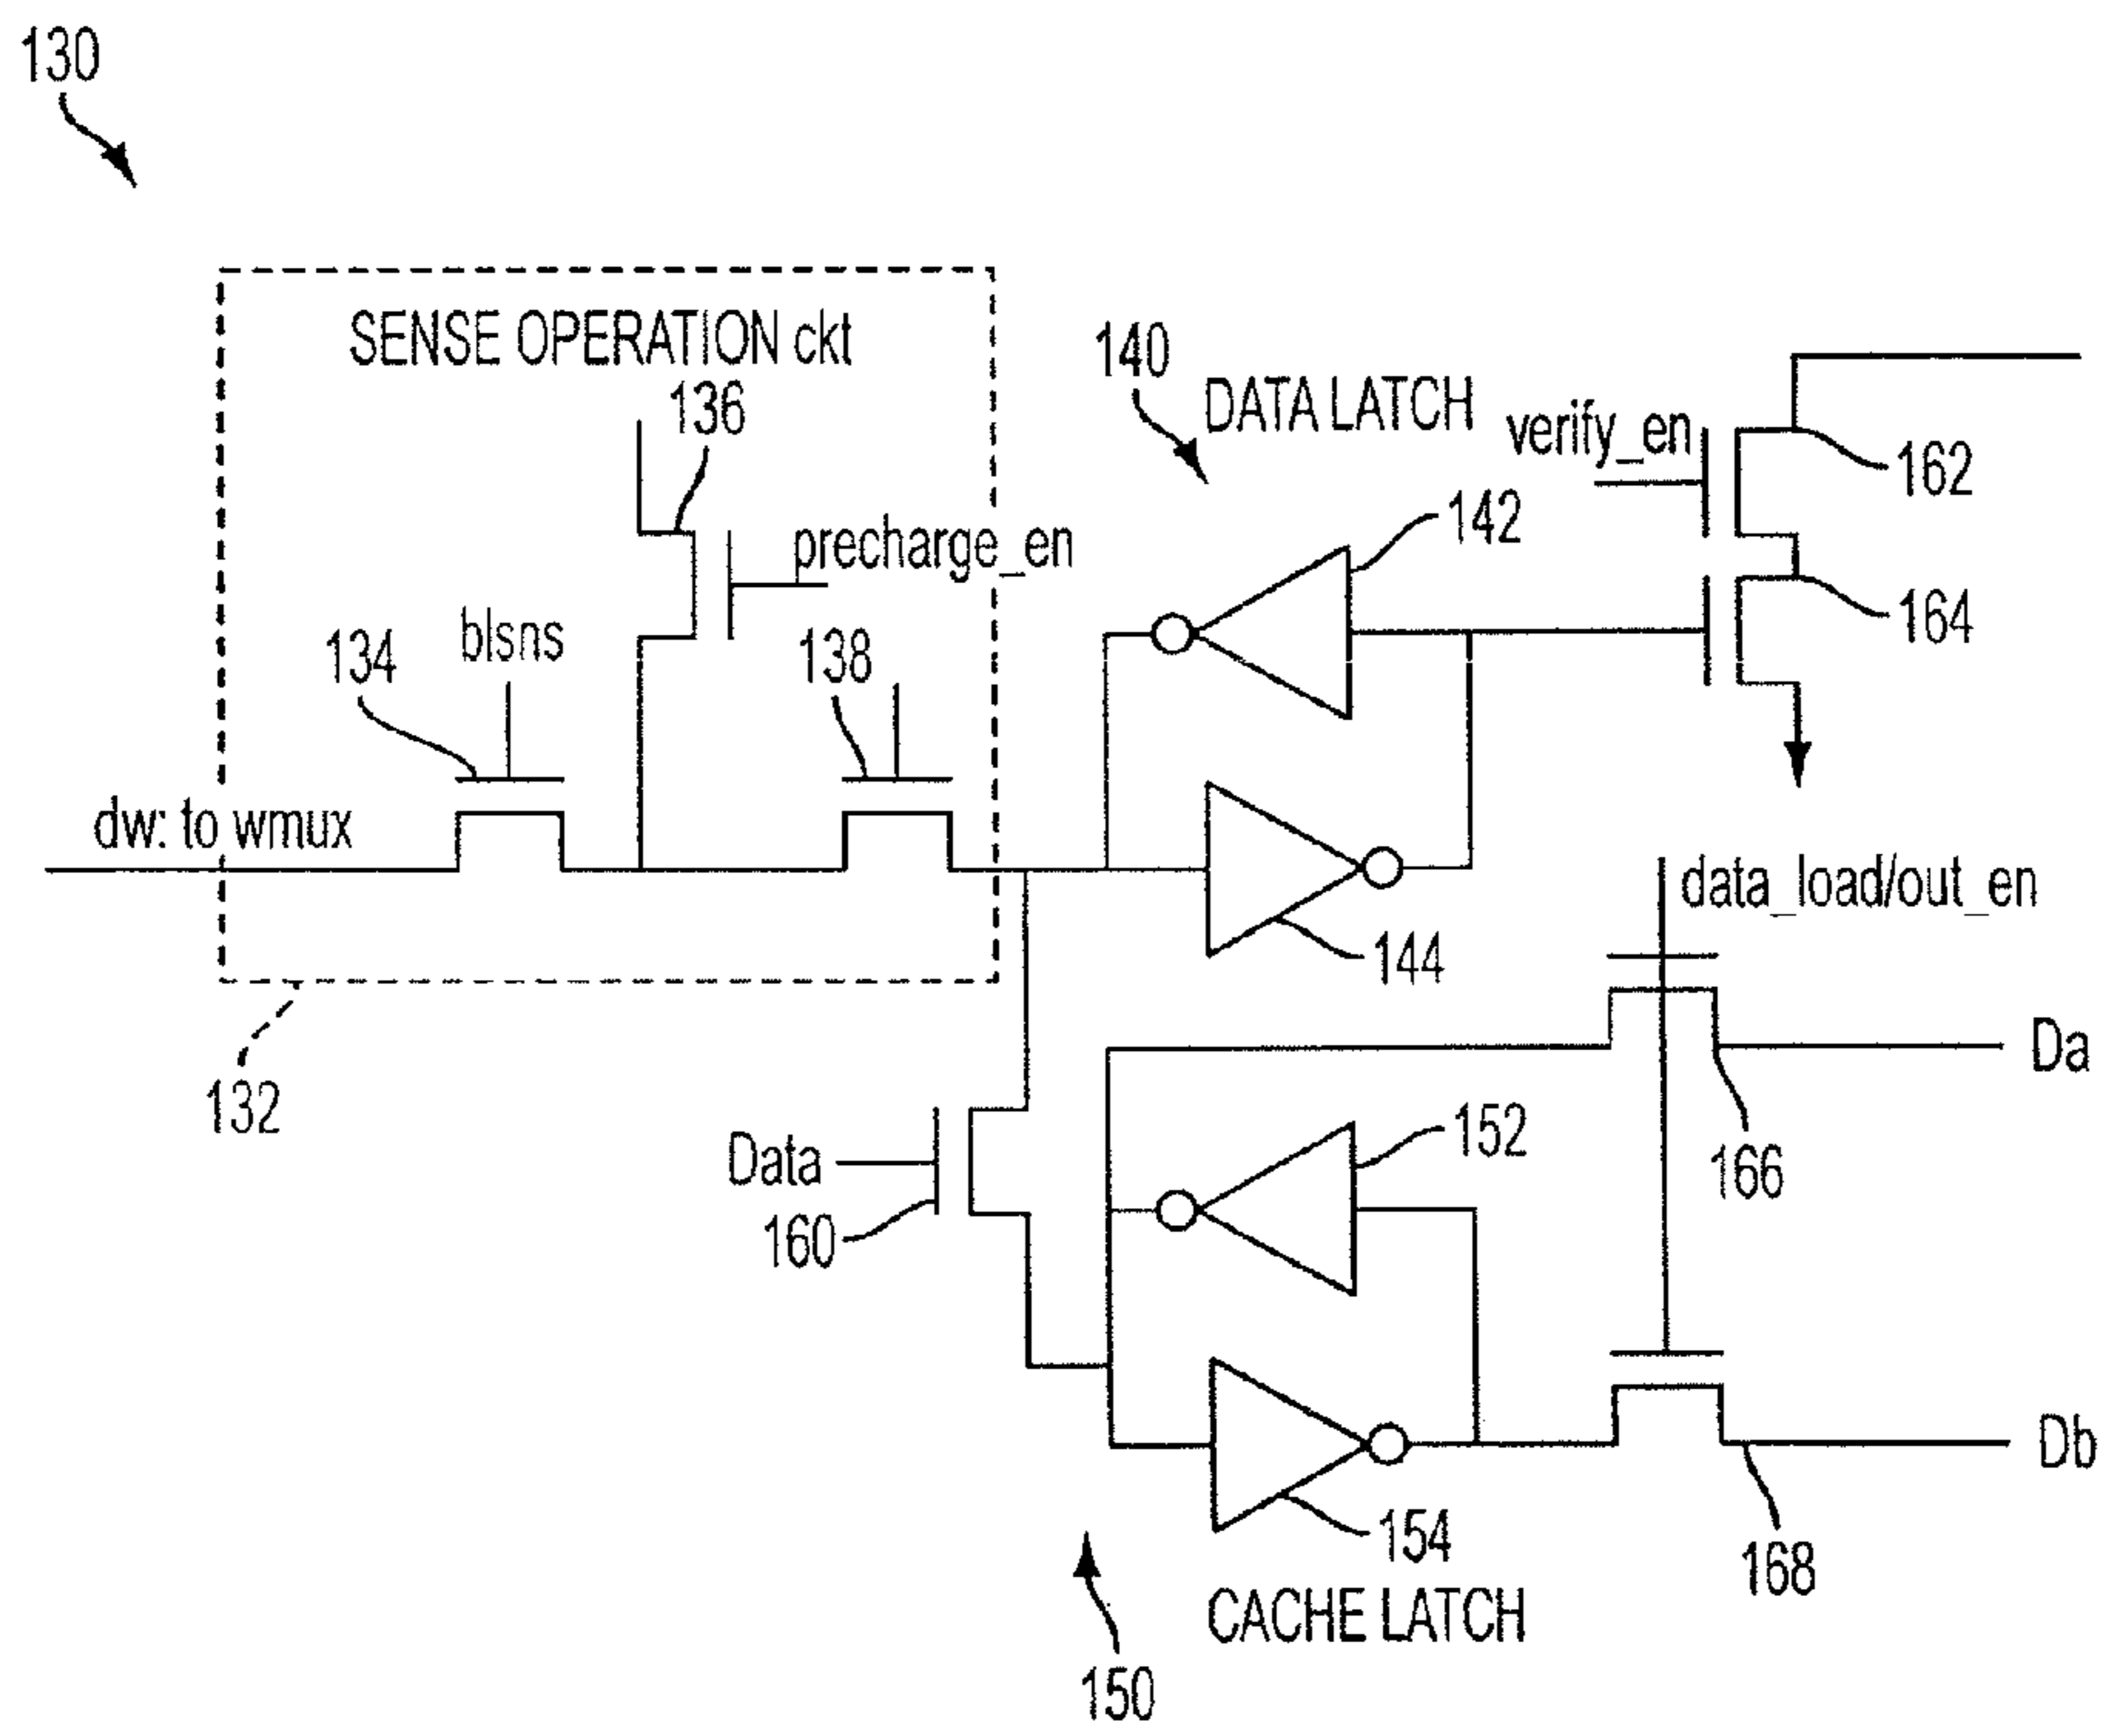 130
SENSE OPERATION ckt
136
precharge_en
blsns
134
138
dw: to wmux
132
140
DATA LATCH
verify_en
162
142
164
144
data_load/out_en
Da
166
Data
160
152
154
Db
168
CACHE LATCH
150